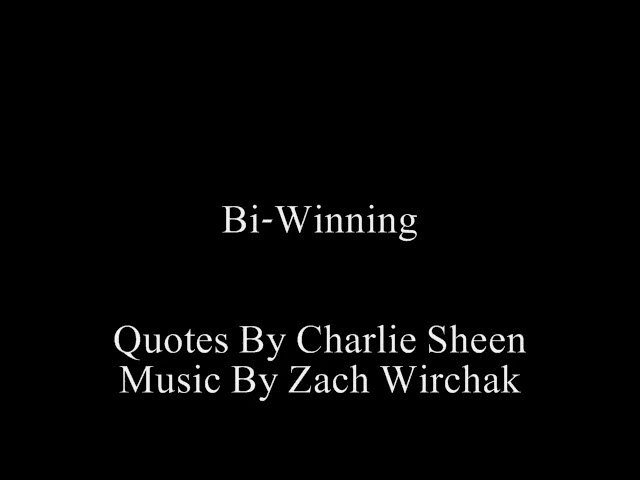 Bi-Winning
Quotes By Charlie Sheen
Music By Zach Wirchak